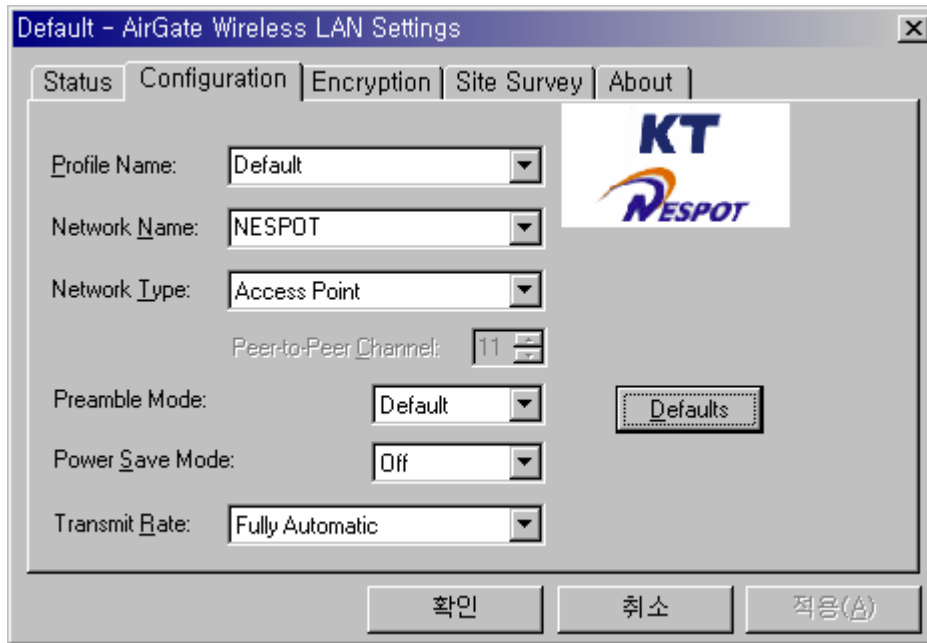 Default - AirGate Wireless LAN Settings
Status Configuration Encryption Site Survey About
KT
NESPOT
Profile Name: Default
Network Name: NESPOT
Network Type: Access Point
Peer-to-Peer Channel: 11
Preamble Mode: Default
Defaults
Power Save Mode: Off
Transmit Rate: Fully Automatic
확인 취소 적용(A)